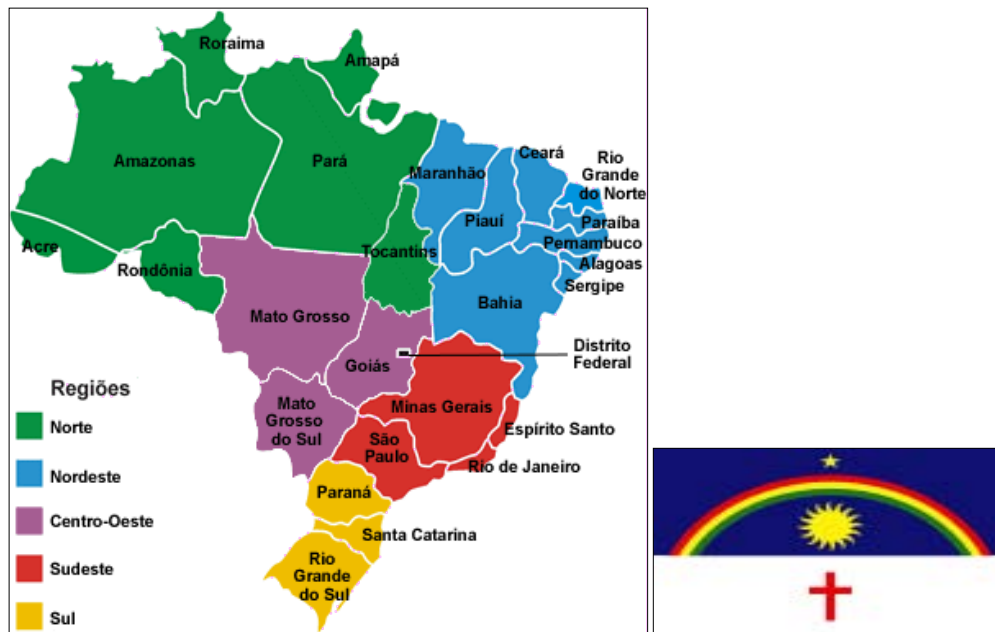 Roraima
Amapá
Amazonas
Pará
Maranhão
Ceará
Rio
Grande
do Norte
Piauí
Paraíba
Pernambuco
Acre
Rondônia
Tocantins
Alagoas
Sergipe
Bahia
Mato Grosso
Distrito
Federal
Goiás
Mato
Grosso
do Sul
Minas Gerais
Espírito Santo
São
Paulo
Rio de Janeiro
Paraná
Santa Catarina
Rio
Grande
do Sul
Regiões
Norte
Nordeste
Centro-Oeste
Sudeste
Sul